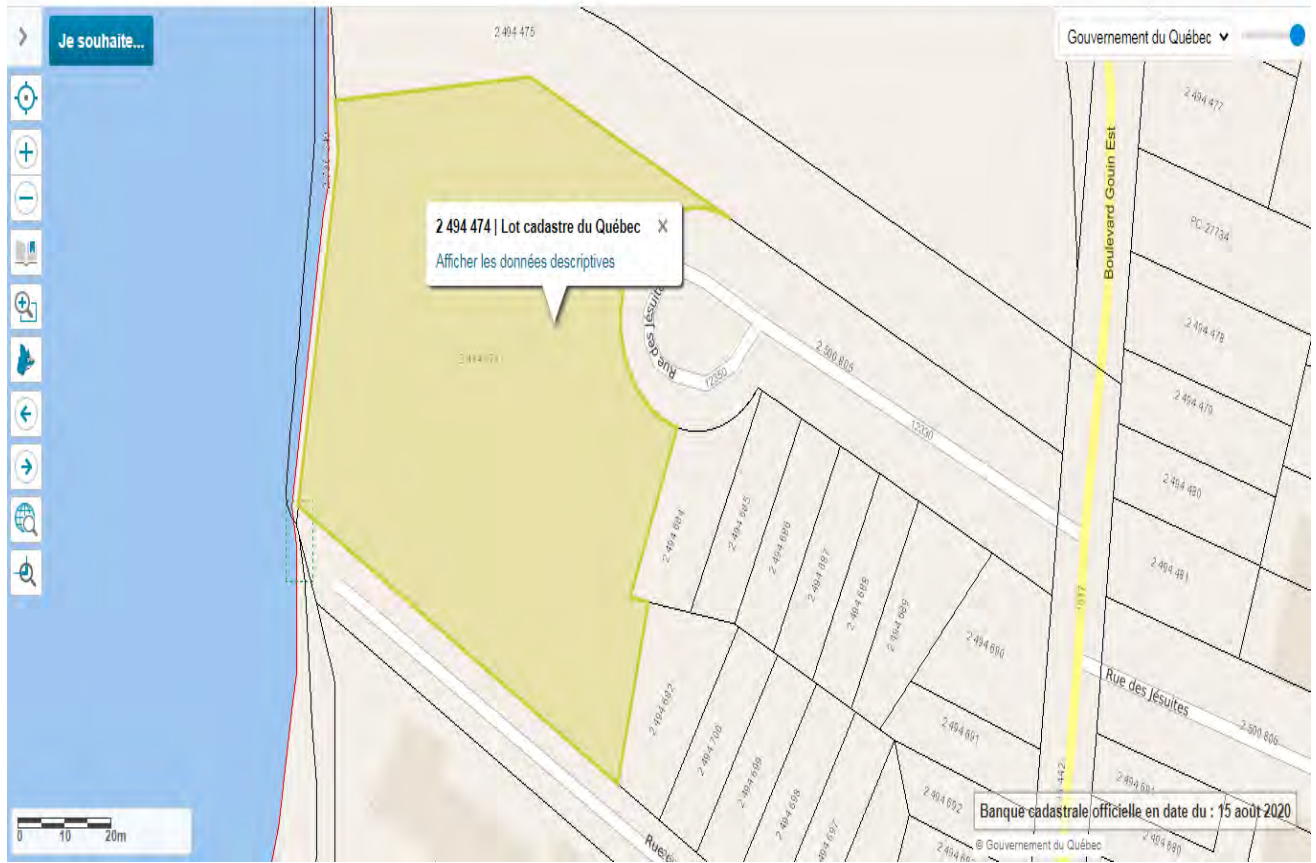 Je souhaite...
Gouvernement du Québec
2 494 475
2 494 477
Boulevard Gouin Est
PC-27734
2 494 474 | Lot cadastre du Québec
Afficher les données descriptives
2 494 478
Rue des Jésuites
12350
2 500 805
2 494 479
12330
2 494 480
2 494 481
2 494 684
2 494 685
2 494 686
2 494 687
2 494 688
2 494 689
2 494 690
Rue des Jésuites
2 500 806
2 494 682
2 494 700
2 494 699
2 494 698
2 494 697
2 494 691
2 494 692
Rue
Banque cadastrale officielle en date du : 15 août 2020
© Gouvernement du Québec
0 10 20m